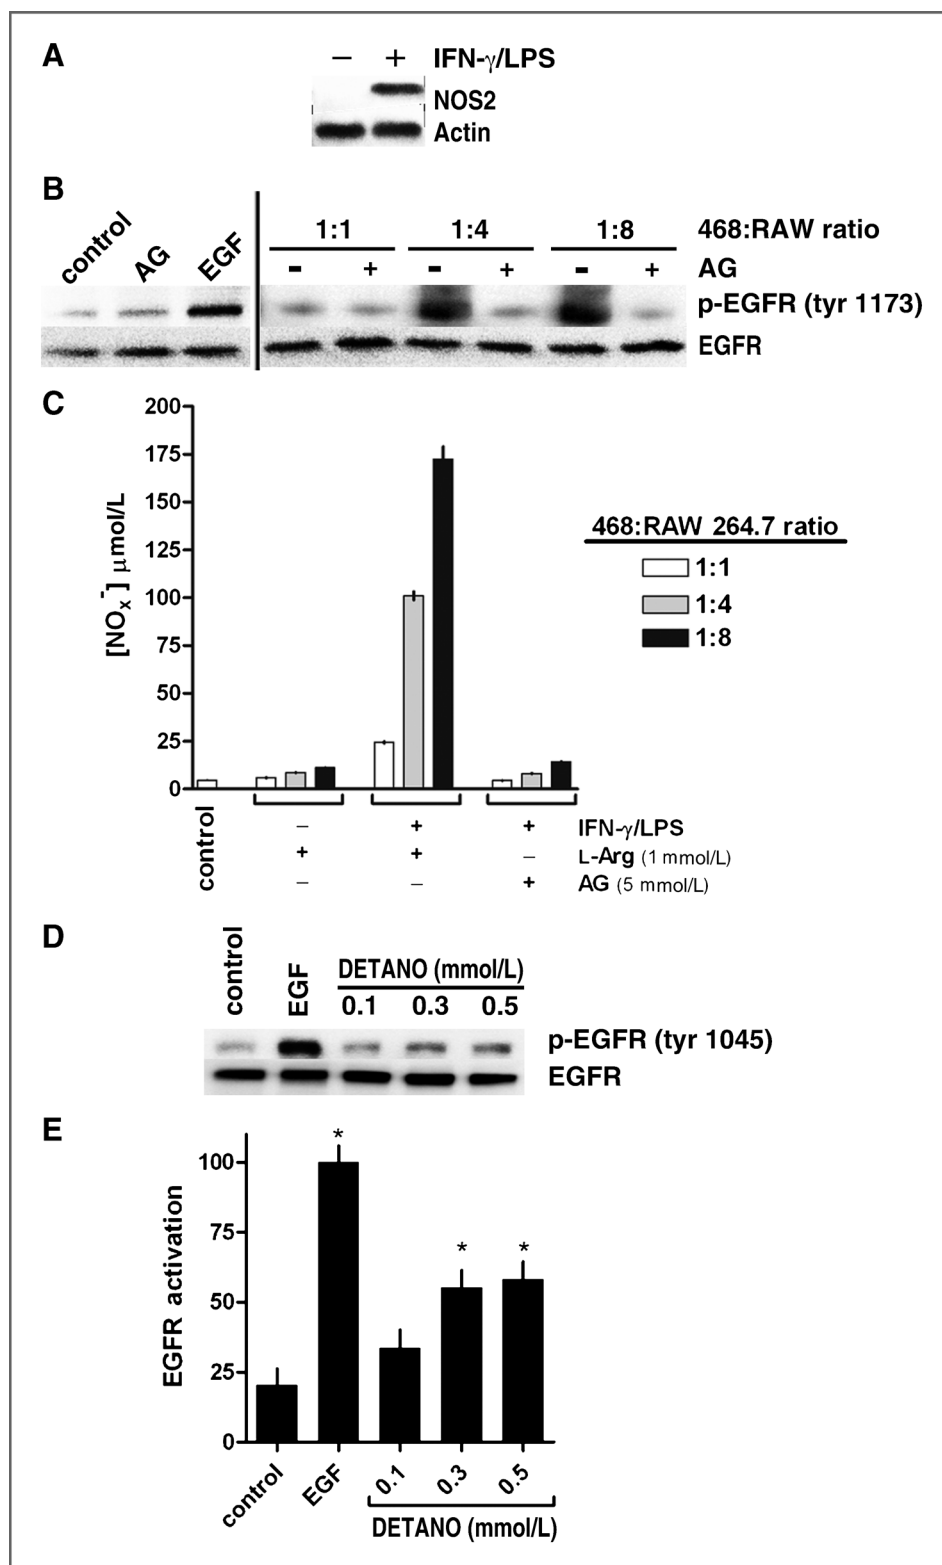 A
− + IFN-γ/LPS
NOS2
Actin
B
control AG EGF
1:1 1:4 1:8 468:RAW ratio
- + - + - + AG
p-EGFR (tyr 1173)
EGFR
C
200
175
150
125
100
75
50
25
0
[NOx-] μmol/L
468:RAW 264.7 ratio
1:1
1:4
1:8
control
− + + IFN-γ/LPS
+ + − L-Arg (1 mmol/L)
− − + AG (5 mmol/L)
D
control EGF DETANO (mmol/L)
0.1 0.3 0.5
p-EGFR (tyr 1045)
EGFR
E
100
75
50
25
0
EGFR activation
* * *
control EGF 0.1 0.3 0.5
DETANO (mmol/L)